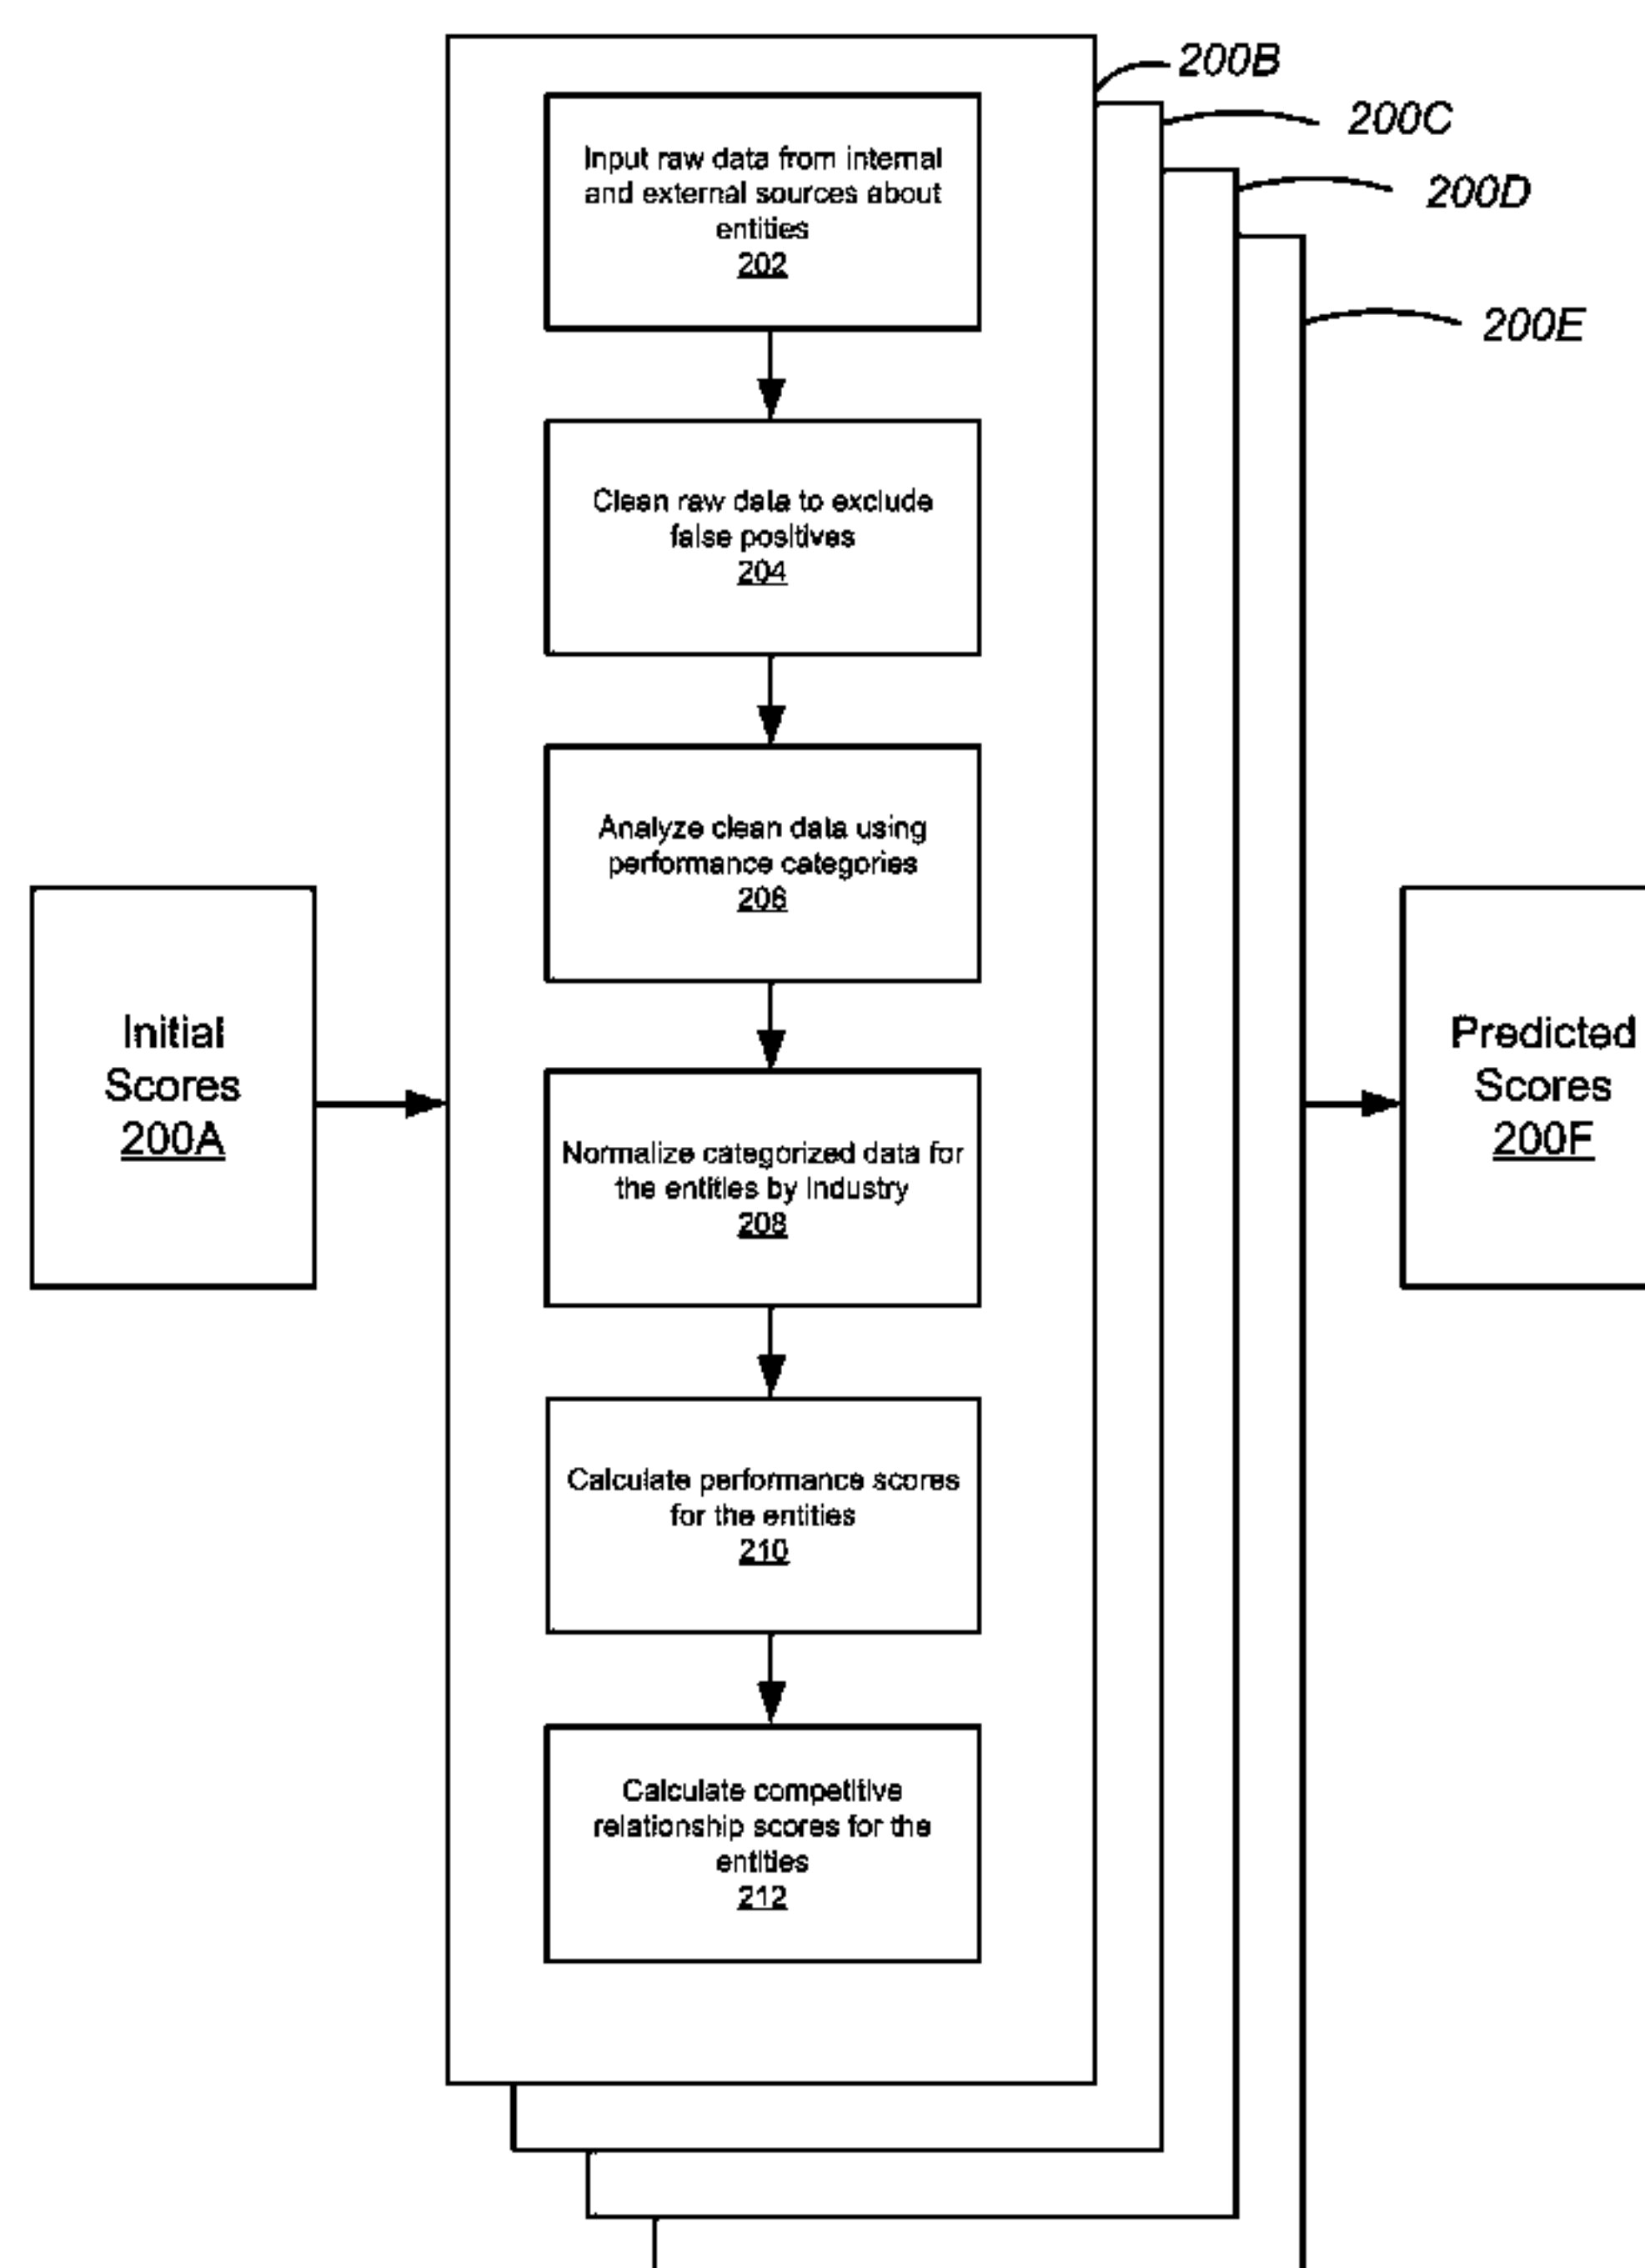 200B
200C
200D
200E
Input raw data from internal
and external sources about
entities
202
Clean raw data to exclude
false positives
204
Analyze clean data using
performance categories
206
Initial
Scores
200A
Predicted
Scores
200F
Normalize categorized data for
the entities by Industry
208
Calculate performance scores
for the entities
210
Calculate competitive
relationship scores for the
entities
212